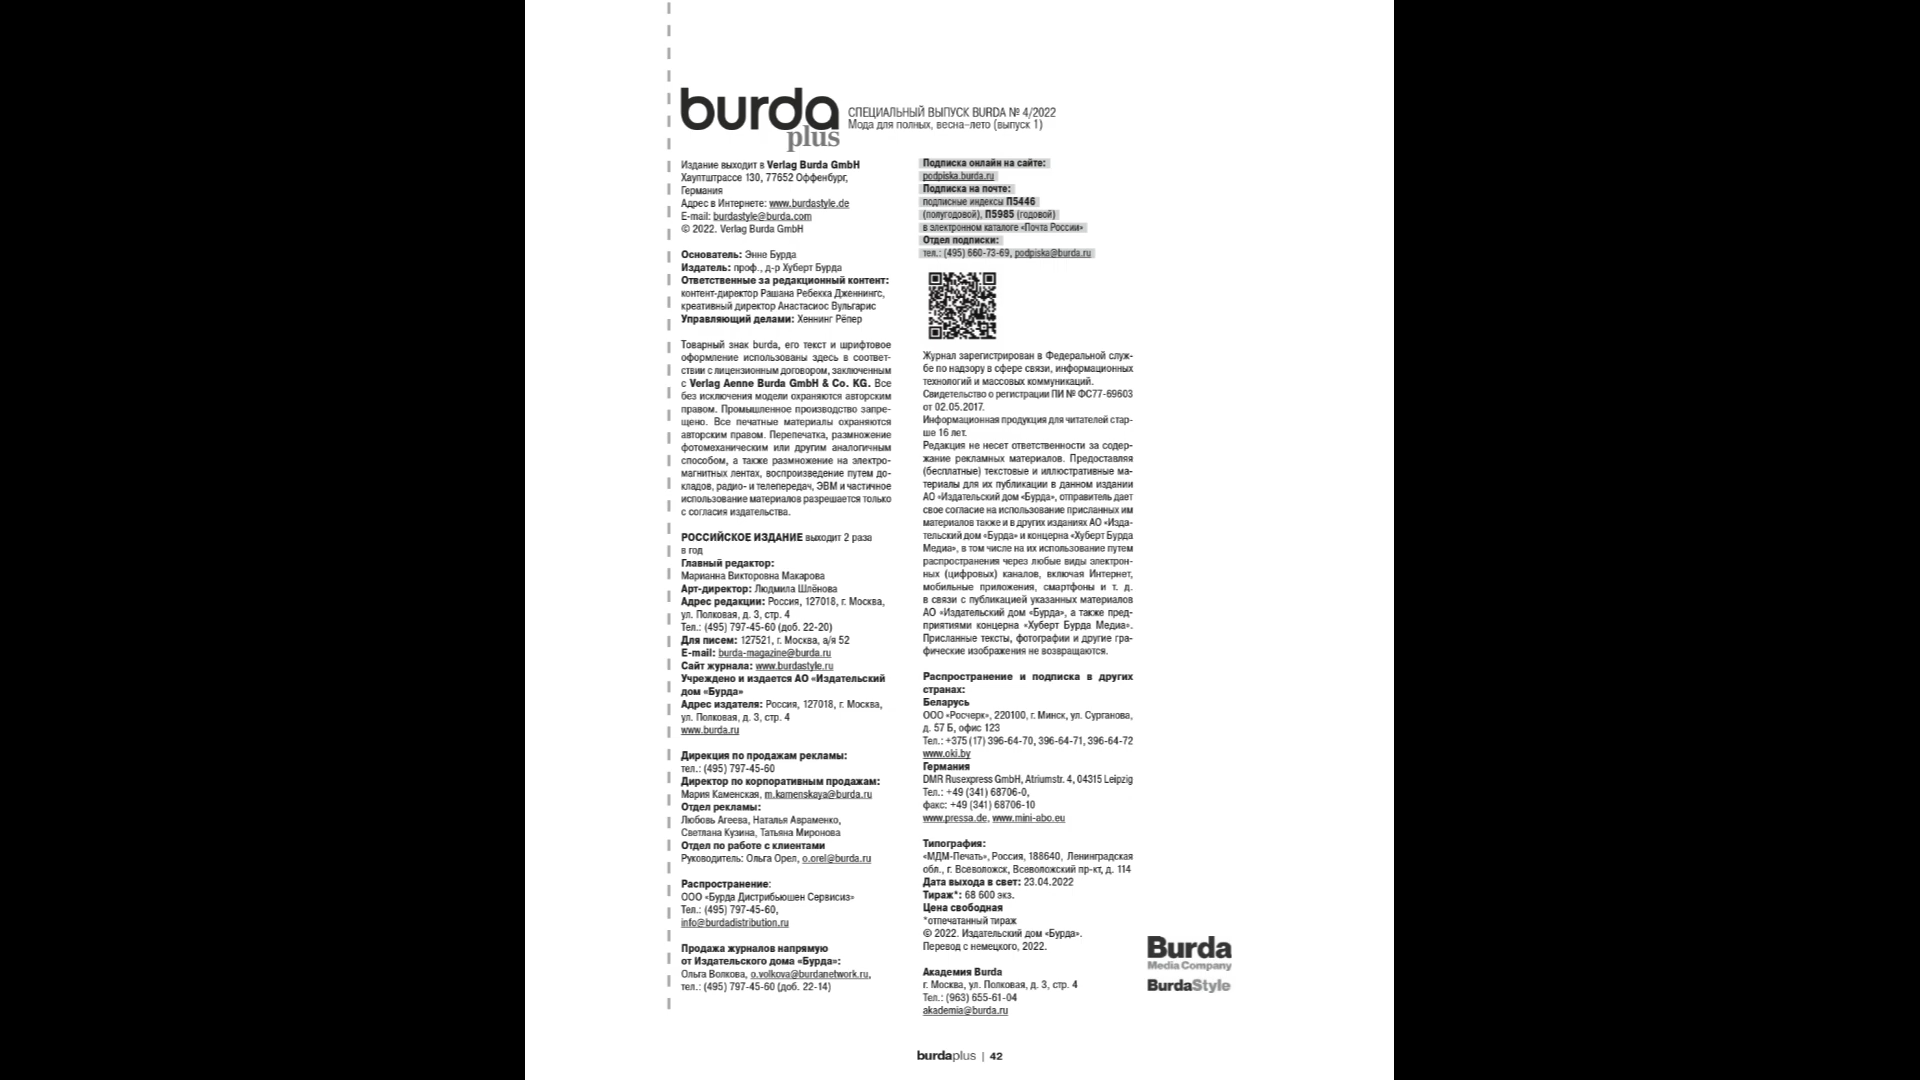 burda
plus
СПЕЦИАЛЬНЫЙ ВЫПУСК BURDA № 4/2022
Мода для полных, весна–лето (выпуск 1)
Издание выходит в Verlag Burda GmbH
Хауптштрассе 130, 77652 Оффенбург,
Германия
Адрес в Интернете: www.burdastyle.de
E-mail: burdastyle@burda.com
© 2022. Verlag Burda GmbH
Основатель: Энне Бурда
Издатель: проф., д-р Хуберт Бурда
Ответственные за редакционный контент:
контент-директор Рашана Ребекка Дженнингс,
креативный директор Анастасиос Вульгарис
Управляющий делами: Хеннинг Рёпер
Товарный знак burda, его текст и шрифтовое
оформление использованы здесь в соответ-
ствии с лицензионным договором, заключенным
с Verlag Aenne Burda GmbH & Co. KG. Все
без исключения модели охраняются авторским
правом. Промышленное производство запре-
щено. Все печатные материалы охраняются
авторским правом. Перепечатка, размножение
фотомеханическим или другим аналогичным
способом, а также размножение на электро-
магнитных лентах, воспроизведение путем до-
кладов, радио- и телепередач, ЭВМ и частичное
использование материалов разрешается только
с согласия издательства.
РОССИЙСКОЕ ИЗДАНИЕ выходит 2 раза
в год
Главный редактор:
Марианна Викторовна Макарова
Арт-директор: Людмила Шлёнова
Адрес редакции: Россия, 127018, г. Москва,
ул. Полковая, д. 3, стр. 4
Тел.: (495) 797-45-60 (доб. 22-20)
Для писем: 127521, г. Москва, а/я 52
E-mail: burda-magazine@burda.ru
Сайт журнала: www.burdastyle.ru
Учреждено и издается АО «Издательский
дом «Бурда»
Адрес издателя: Россия, 127018, г. Москва,
ул. Полковая, д. 3, стр. 4
www.burda.ru
Дирекция по продажам рекламы:
тел.: (495) 797-45-60
Директор по корпоративным продажам:
Мария Каменская, m.kamenskaya@burda.ru
Отдел рекламы:
Любовь Агеева, Наталья Авраменко,
Светлана Кузина, Татьяна Миронова
Отдел по работе с клиентами
Руководитель: Ольга Орел, o.orel@burda.ru
Распространение:
ООО «Бурда Дистрибьюшен Сервисиз»
Тел.: (495) 797-45-60,
info@burdadistribution.ru
Продажа журналов напрямую
от Издательского дома «Бурда»:
Ольга Волкова, o.volkova@burdanetwork.ru,
тел.: (495) 797-45-60 (доб. 22-14)
Подписка онлайн на сайте:
podpiska.burda.ru
Подписка на почте:
подписные индексы П5446
(полугодовой), П5985 (годовой)
в электронном каталоге «Почта России»
Отдел подписки:
тел.: (495) 660-73-69, podpiska@burda.ru
Журнал зарегистрирован в Федеральной служ-
бе по надзору в сфере связи, информационных
технологий и массовых коммуникаций.
Свидетельство о регистрации ПИ № ФС77-69603
от 02.05.2017.
Информационная продукция для читателей стар-
ше 16 лет.
Редакция не несет ответственности за содер-
жание рекламных материалов. Предоставляя
(бесплатные) текстовые и иллюстративные ма-
териалы для их публикации в данном издании
АО «Издательский дом «Бурда», отправитель дает
свое согласие на использование присланных им
материалов также и в других изданиях АО «Изда-
тельский дом «Бурда» и концерна «Хуберт Бурда
Медиа», в том числе на их использование путем
распространения через любые виды электрон-
ных (цифровых) каналов, включая Интернет,
мобильные приложения, смартфоны и т. д.
в связи с публикацией указанных материалов
АО «Издательский дом «Бурда», а также пред-
приятиями концерна «Хуберт Бурда Медиа».
Присланные тексты, фотографии и другие гра-
фические изображения не возвращаются.
Распространение и подписка в других
странах:
Беларусь
ООО «Росчерк», 220100, г. Минск, ул. Сурганова,
д. 57 Б, офис 123
Тел.: +375 (17) 396-64-70, 396-64-71, 396-64-72
www.oki.by
Германия
DMR Rusexpress GmbH, Atriumstr. 4, 04315 Leipzig
Тел.: +49 (341) 68706-0,
факс: +49 (341) 68706-10
www.pressa.de, www.mini-abo.eu
Типография:
«МДМ-Печать», Россия, 188640, Ленинградская
обл., г. Всеволожск, Всеволожский пр-кт, д. 114
Дата выхода в свет: 23.04.2022
Тираж*: 68 600 экз.
Цена свободная
*отпечатанный тираж
© 2022. Издательский дом «Бурда».
Перевод с немецкого, 2022.
Академия Burda
г. Москва, ул. Полковая, д. 3, стр. 4
Тел.: (963) 655-61-04
akademia@burda.ru
Burda
Media Company
BurdaStyle
burdaplus | 42